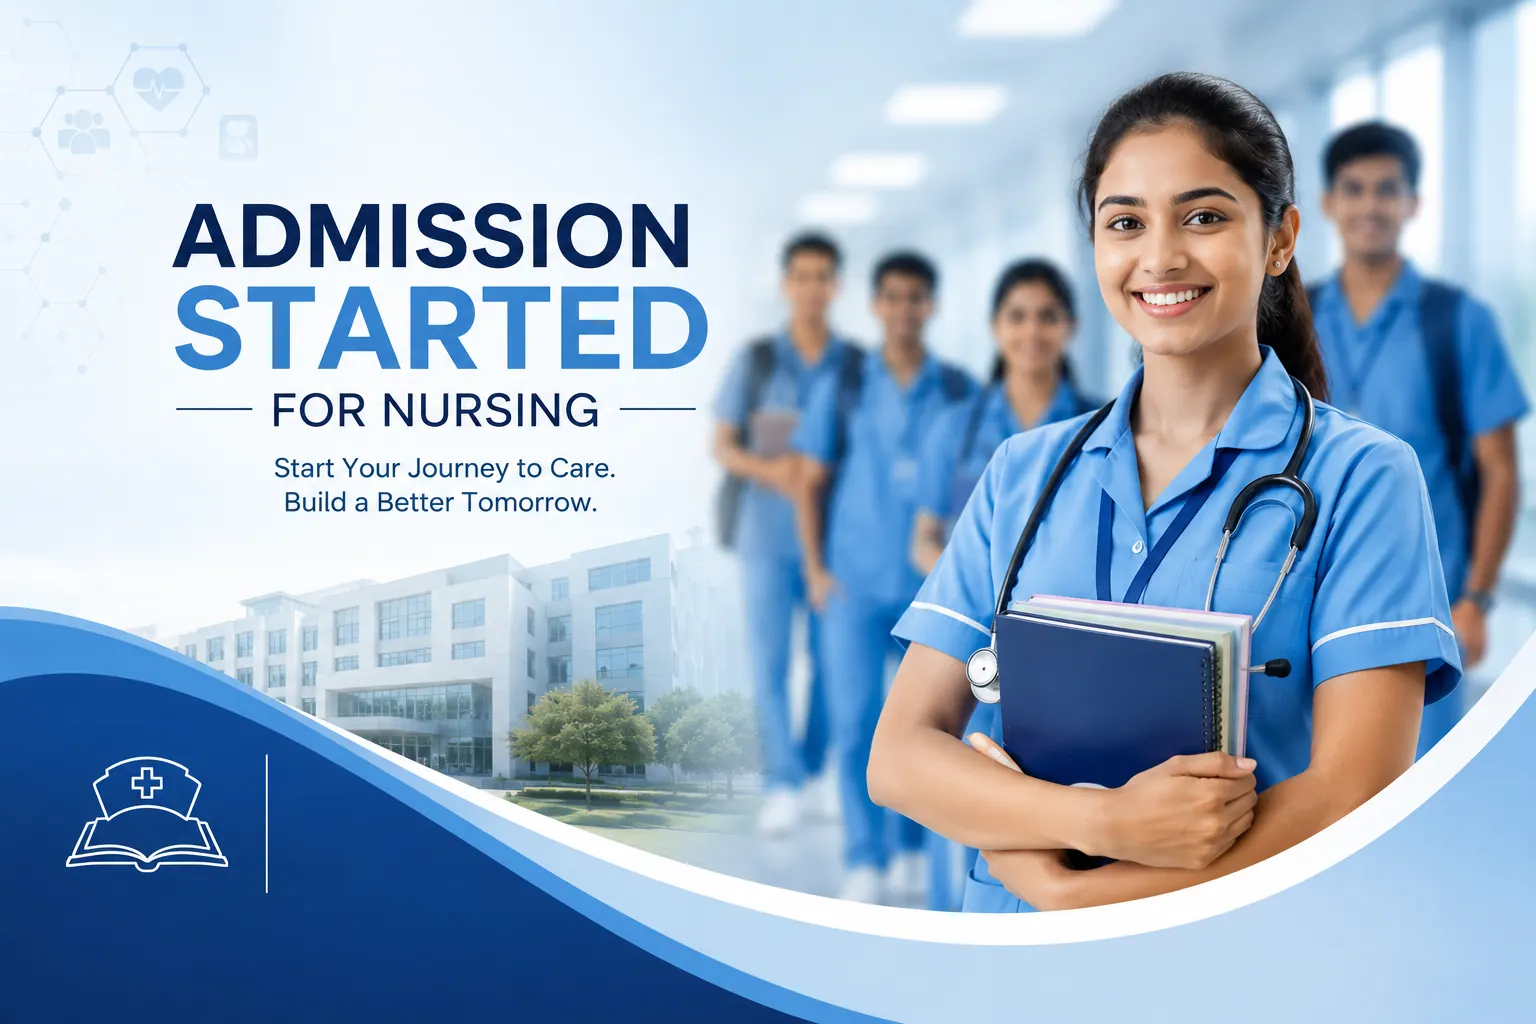 ADMISSION
STARTED
FOR NURSING
Start Your Journey to Care.
Build a Better Tomorrow.